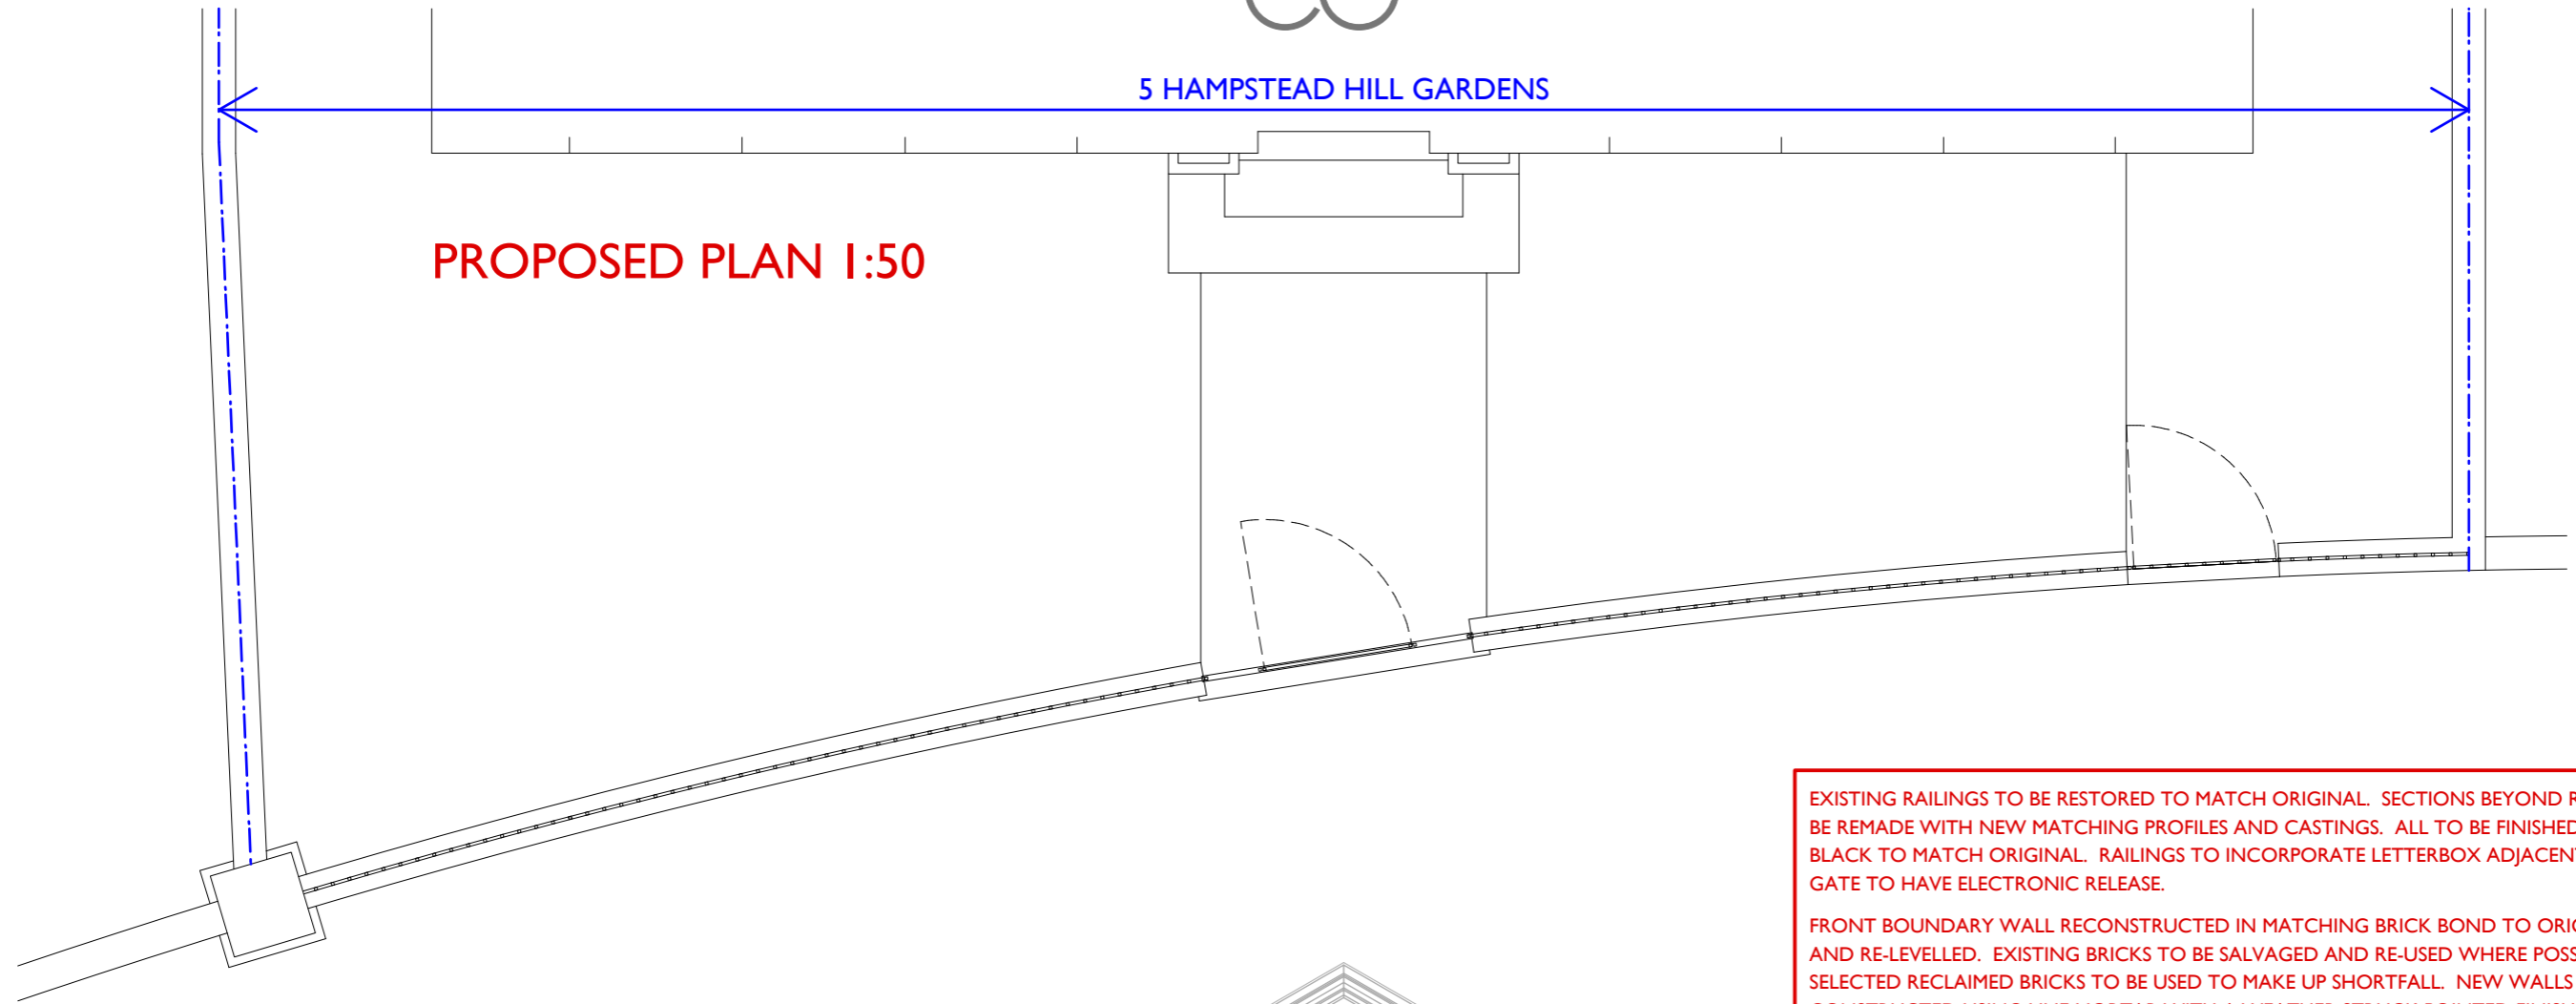 5 HAMPSTEAD HILL GARDENS
PROPOSED PLAN 1:50
EXISTING RAILINGS TO BE RESTORED TO MATCH ORIGINAL. SECTIONS BEYOND
BE REMADE WITH NEW MATCHING PROFILES AND CASTINGS. ALL TO BE FINISHED
BLACK TO MATCH ORIGINAL. RAILINGS TO INCORPORATE LETTERBOX ADJACENT
GATE TO HAVE ELECTRONIC RELEASE.
FRONT BOUNDARY WALL RECONSTRUCTED IN MATCHING BRICK BOND TO
AND RE-LEVELLED. EXISTING BRICKS TO BE SALVAGED AND RE-USED WHERE
SELECTED RECLAIMED BRICKS TO BE USED TO MAKE UP SHORTFALL. NEW WALLS